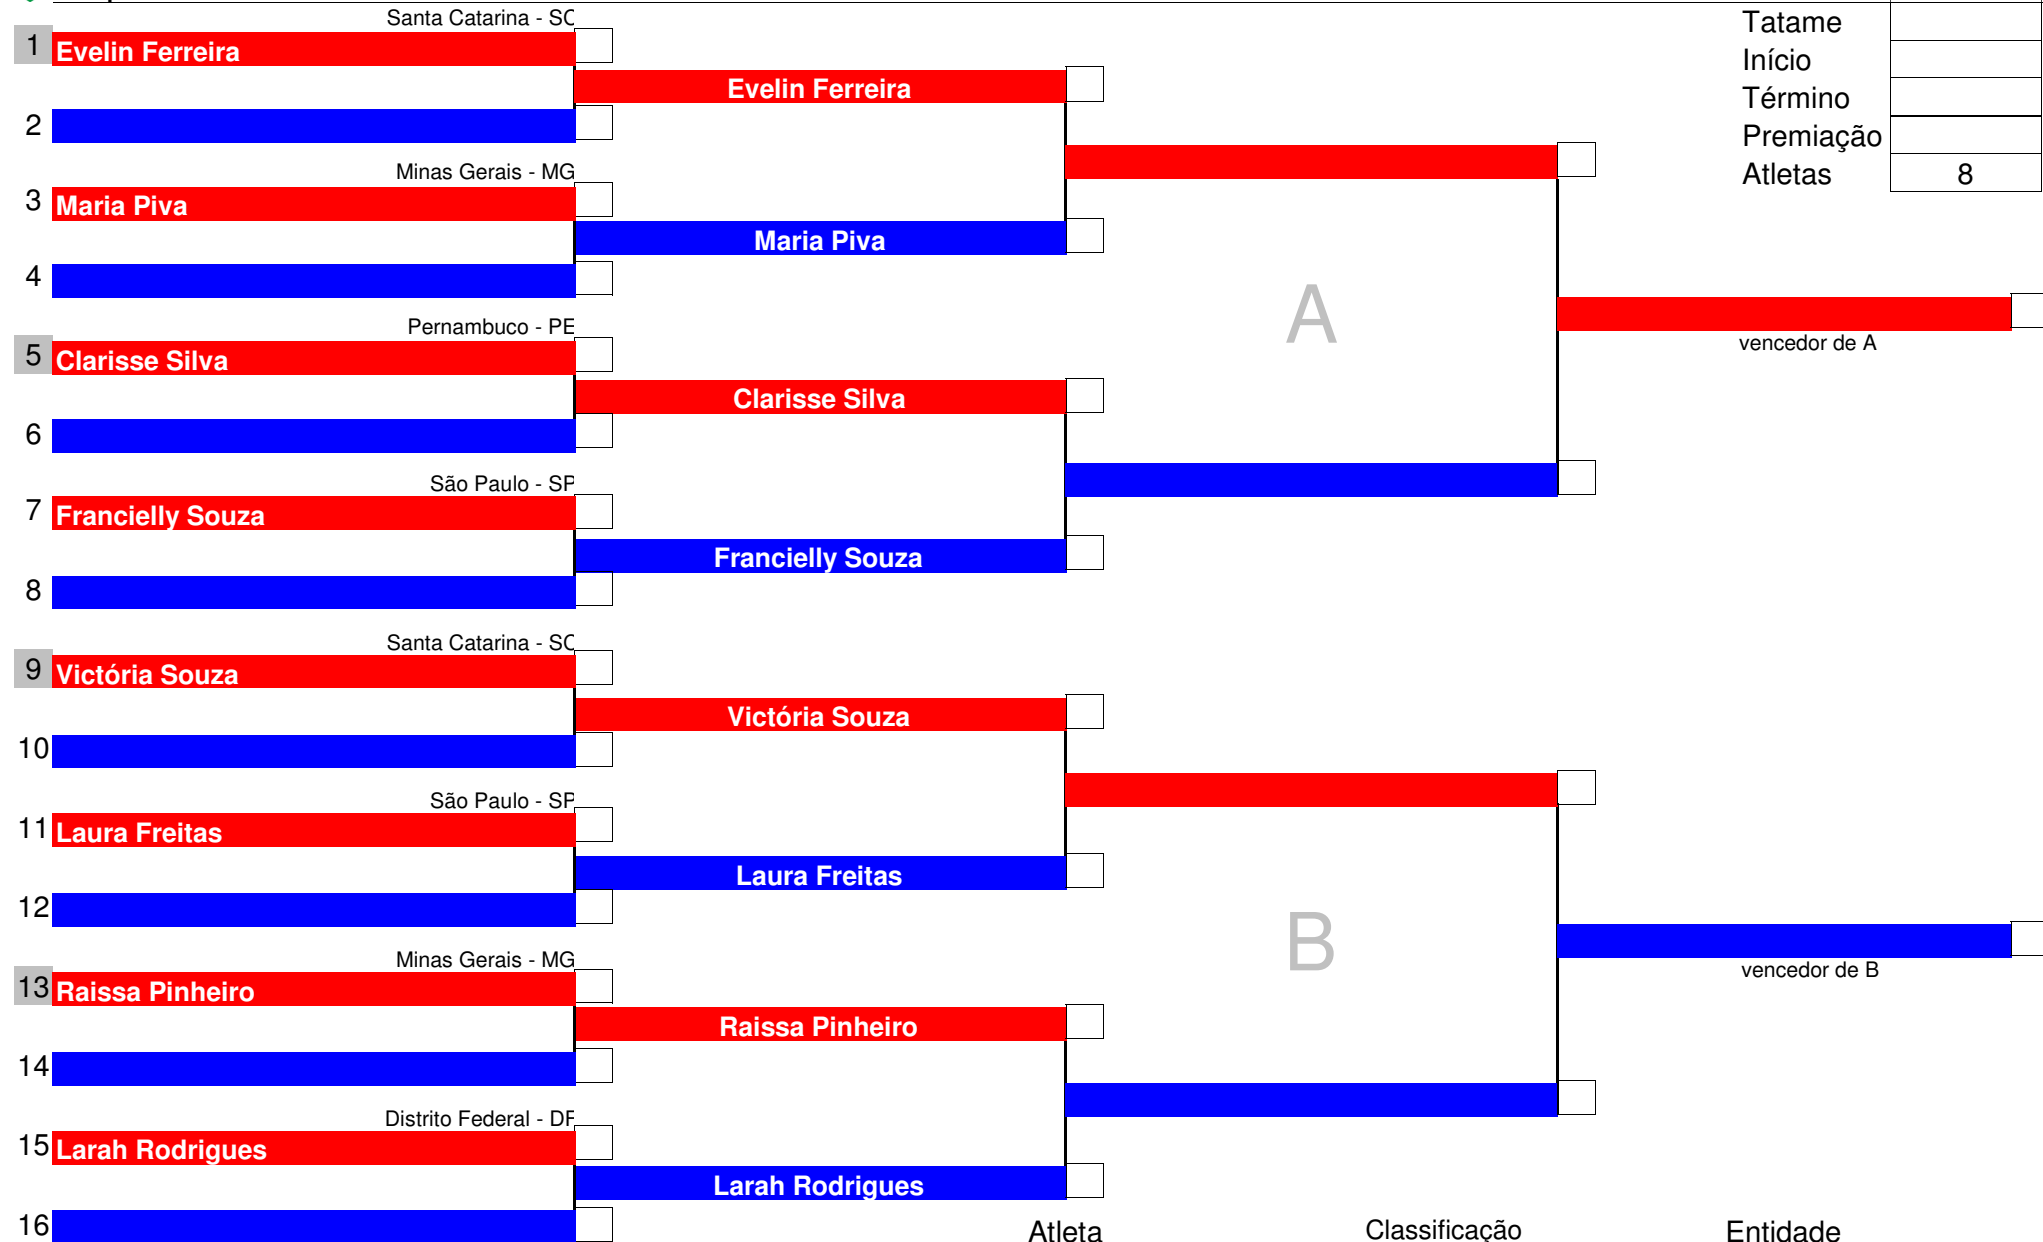 Santa Catarina - SC
1 Evelin Ferreira
Evelin Ferreira
2
Minas Gerais - MG
3 Maria Piva
Maria Piva
4
Pernambuco - PE
5 Clarisse Silva
Clarisse Silva
6
São Paulo - SP
7 Francielly Souza
Francielly Souza
8
Santa Catarina - SC
9 Victória Souza
Victória Souza
10
São Paulo - SP
11 Laura Freitas
Laura Freitas
12
Minas Gerais - MG
13 Raissa Pinheiro
Raissa Pinheiro
14
Distrito Federal - DF
15 Larah Rodrigues
Larah Rodrigues
16
A
B
vencedor de A
vencedor de B
Tatame
Início
Término
Premiação
Atletas 8
Atleta Classificação Entidade